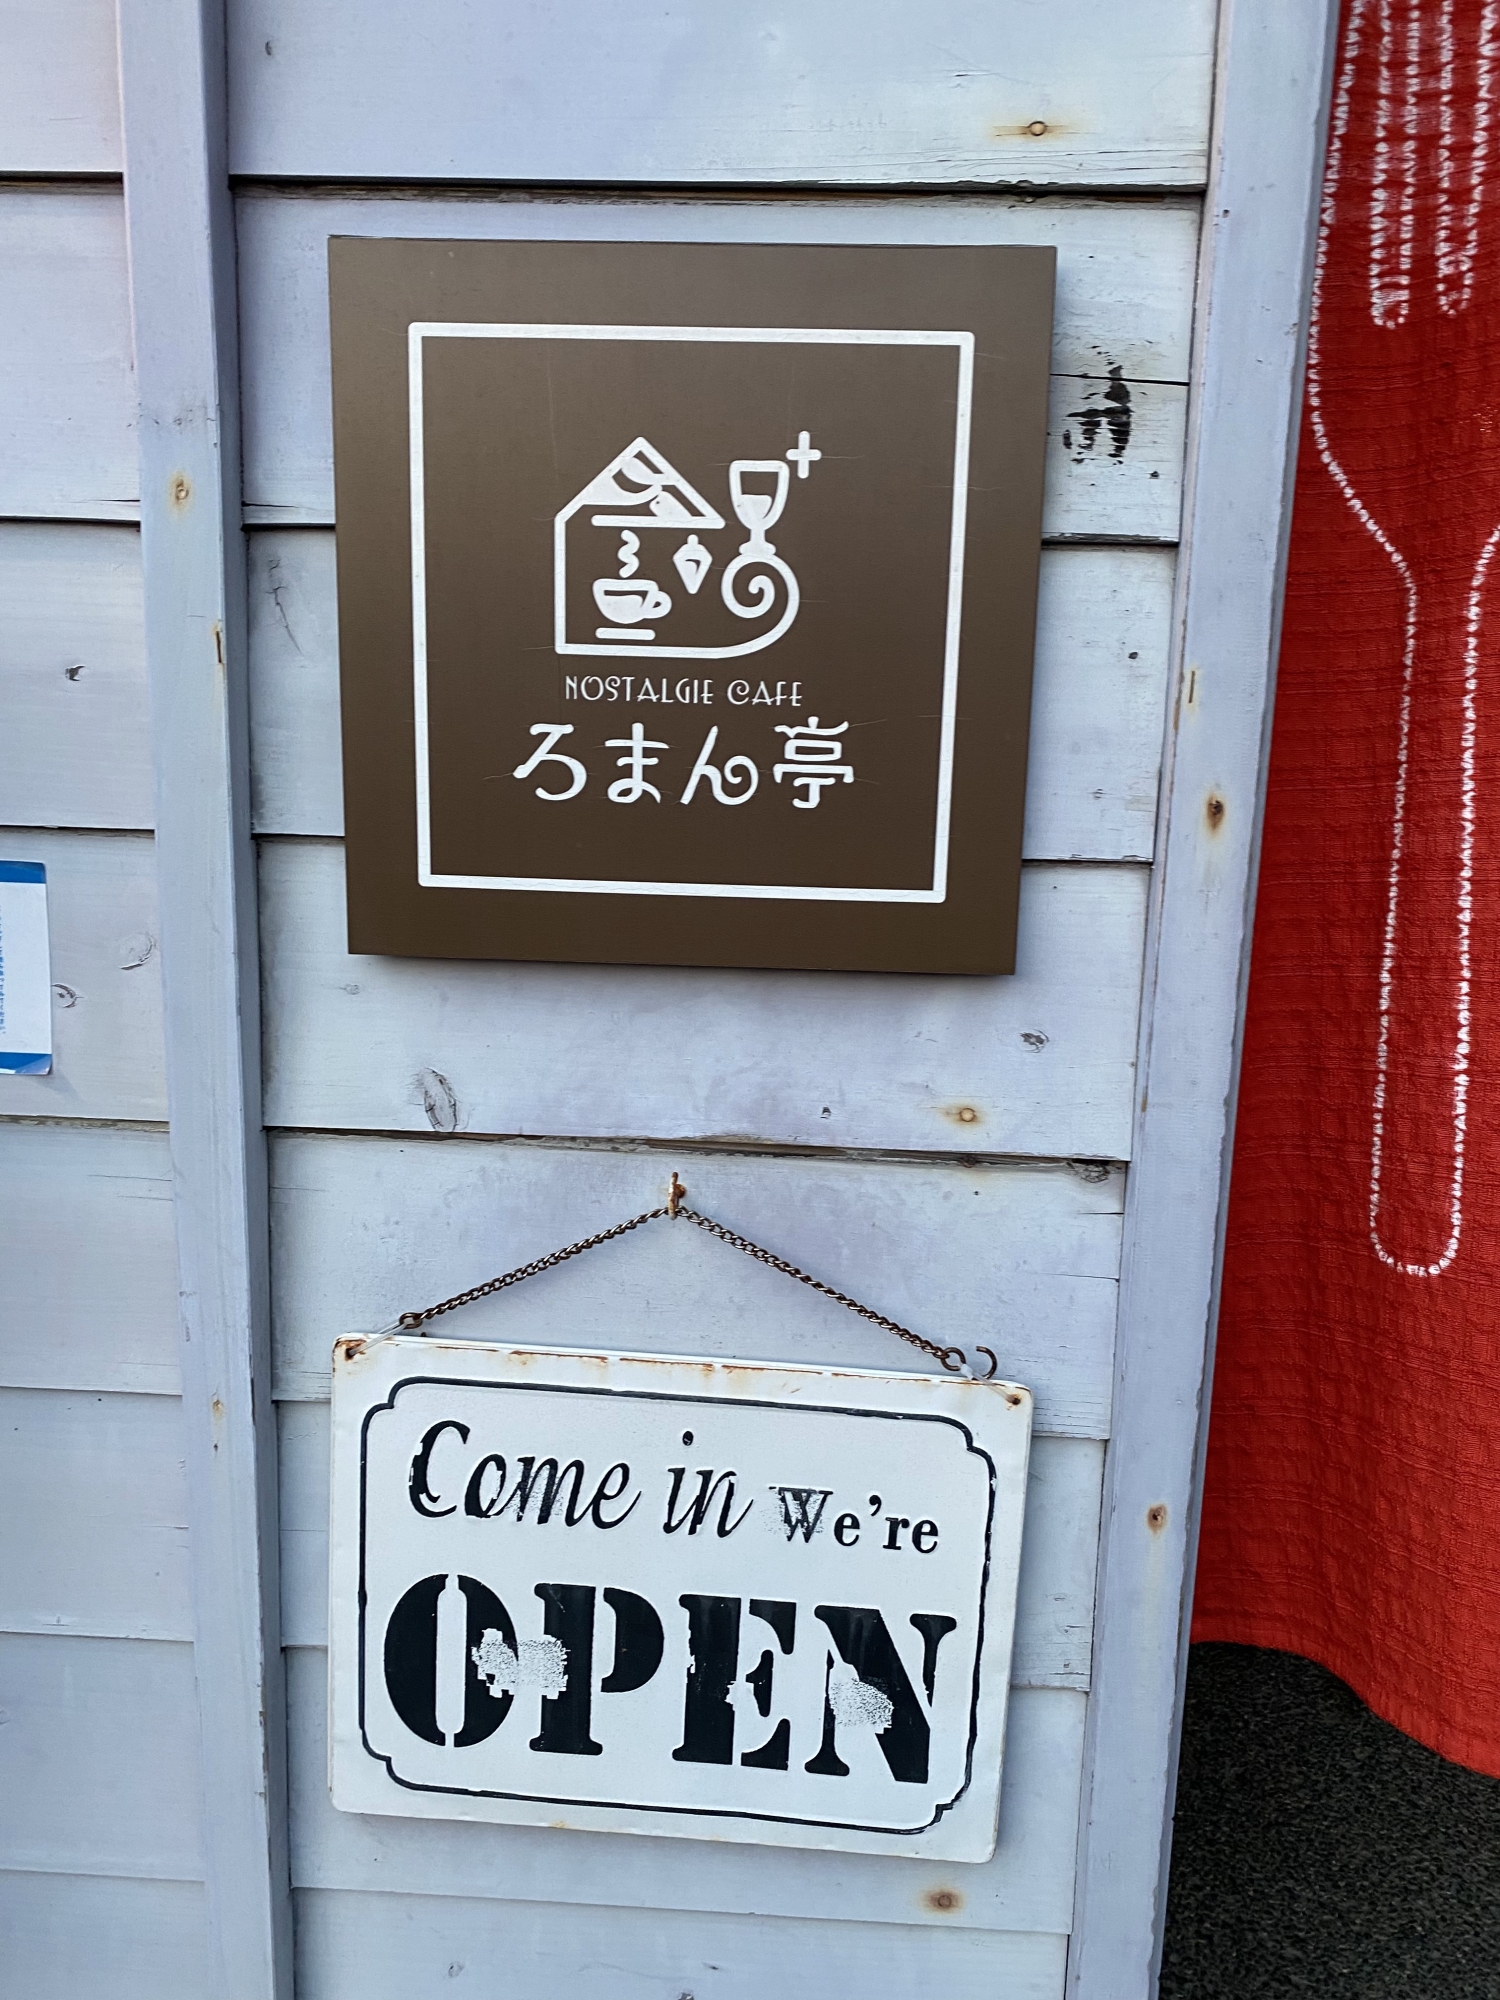 NOSTALGIE CAFE
ろまん亭
Come in We're
OPEN